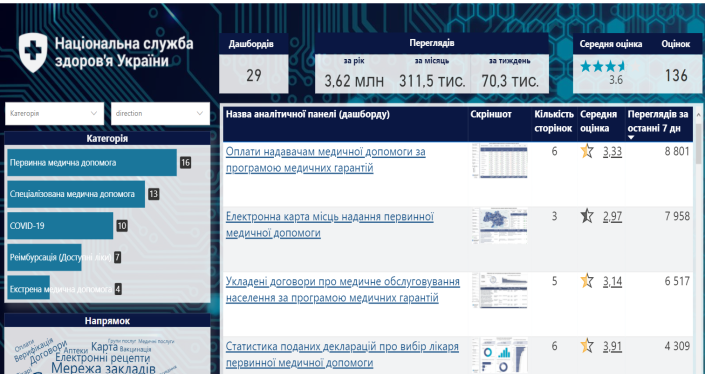 Національна служба
здоров'я України
Дашбордів
29
Переглядів
за рік
за місяць
за тиждень
3,62 млн
311,5 тис.
70,3 тис.
Середня оцінка
3.6
Оцінок
136
Категорія
direction
Категорія
Первинна медична допомога
16
Спеціалізована медична допомога
13
COVID-19
10
Реімбурсація (Доступні ліки)
7
Екстрена медична допомога
4
Напрямок
Оплати
Верифікація
Договори
Аптеки
Карта
Групи послуг
Медичні послуги
Вакцинація
Електронні рецепти
Мережа закладів
Назва аналітичної панелі (дашборду)
Скріншот
Кількість
сторінок
Середня
оцінка
Переглядів за
останні 7 дн
Оплати надавачам медичної допомоги за
програмою медичних гарантій
6
3,33
8 801
Електронна карта місць надання первинної
медичної допомоги
3
2,97
7 958
Укладені договори про медичне обслуговування
населення за програмою медичних гарантій
5
3,14
6 517
Статистика поданих декларацій про вибір лікаря
первинної медичної допомоги
6
3,91
4 309